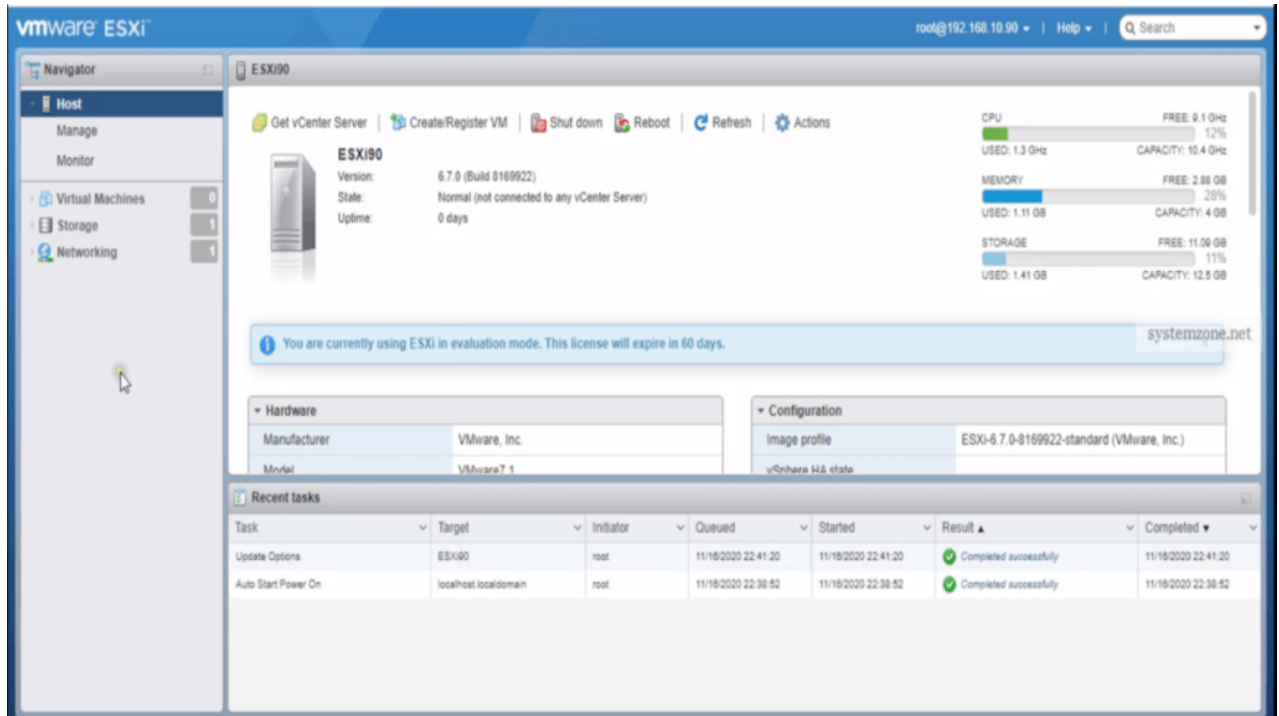 vmware ESXi™
root@192.168.10.90 | Help | Search
Navigator
Host
Manage
Monitor
Virtual Machines 0
Storage 1
Networking 1
ESXi90
Get vCenter Server | Create/Register VM | Shut down Reboot | Refresh | Actions
ESXi90
Version: 6.7.0 (Build 8169922)
State: Normal (not connected to any vCenter Server)
Uptime: 0 days
CPU FREE: 9.1 GHz
12%
USED: 1.3 GHz CAPACITY: 10.4 GHz
MEMORY FREE: 2.88 GB
28%
USED: 1.11 GB CAPACITY: 4 GB
STORAGE FREE: 11.09 GB
11%
USED: 1.41 GB CAPACITY: 12.5 GB
You are currently using ESXi in evaluation mode. This license will expire in 60 days.
systemzone.net
Hardware
Manufacturer VMware, Inc.
Model VMware7,1
Configuration
Image profile ESXi-6.7.0-8169922-standard (VMware, Inc.)
vSphere HA state
Recent tasks
Task Target Initiator Queued Started Result Completed
Update Options ESXi90 root 11/16/2020 22:41:20 11/16/2020 22:41:20 Completed successfully 11/16/2020 22:41:20
Auto Start Power On localhost.localdomain root 11/16/2020 22:38:52 11/16/2020 22:38:52 Completed successfully 11/16/2020 22:38:52